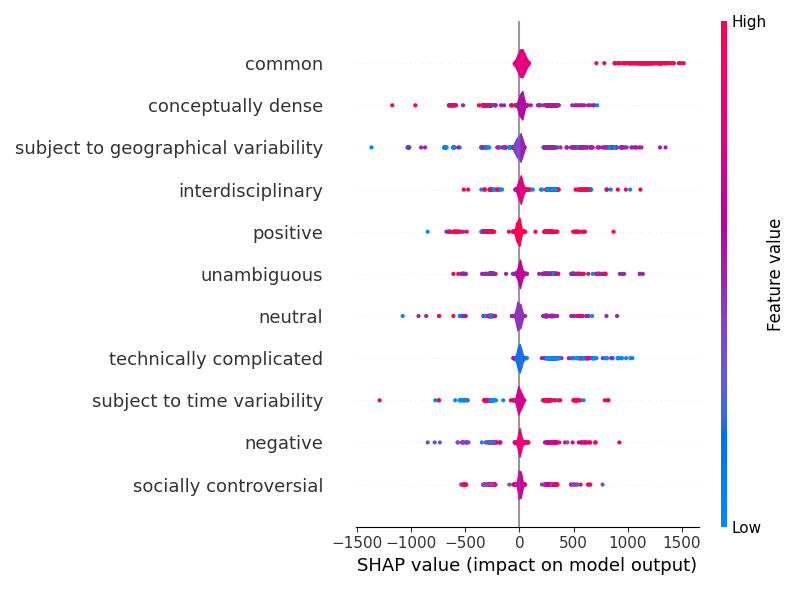 High
common
conceptually dense
subject to geographical variability
interdisciplinary
positive
unambiguous
neutral
technically complicated
subject to time variability
negative
socially controversial
Feature value
Low
−1500 −1000 −500 0 500 1000 1500
SHAP value (impact on model output)